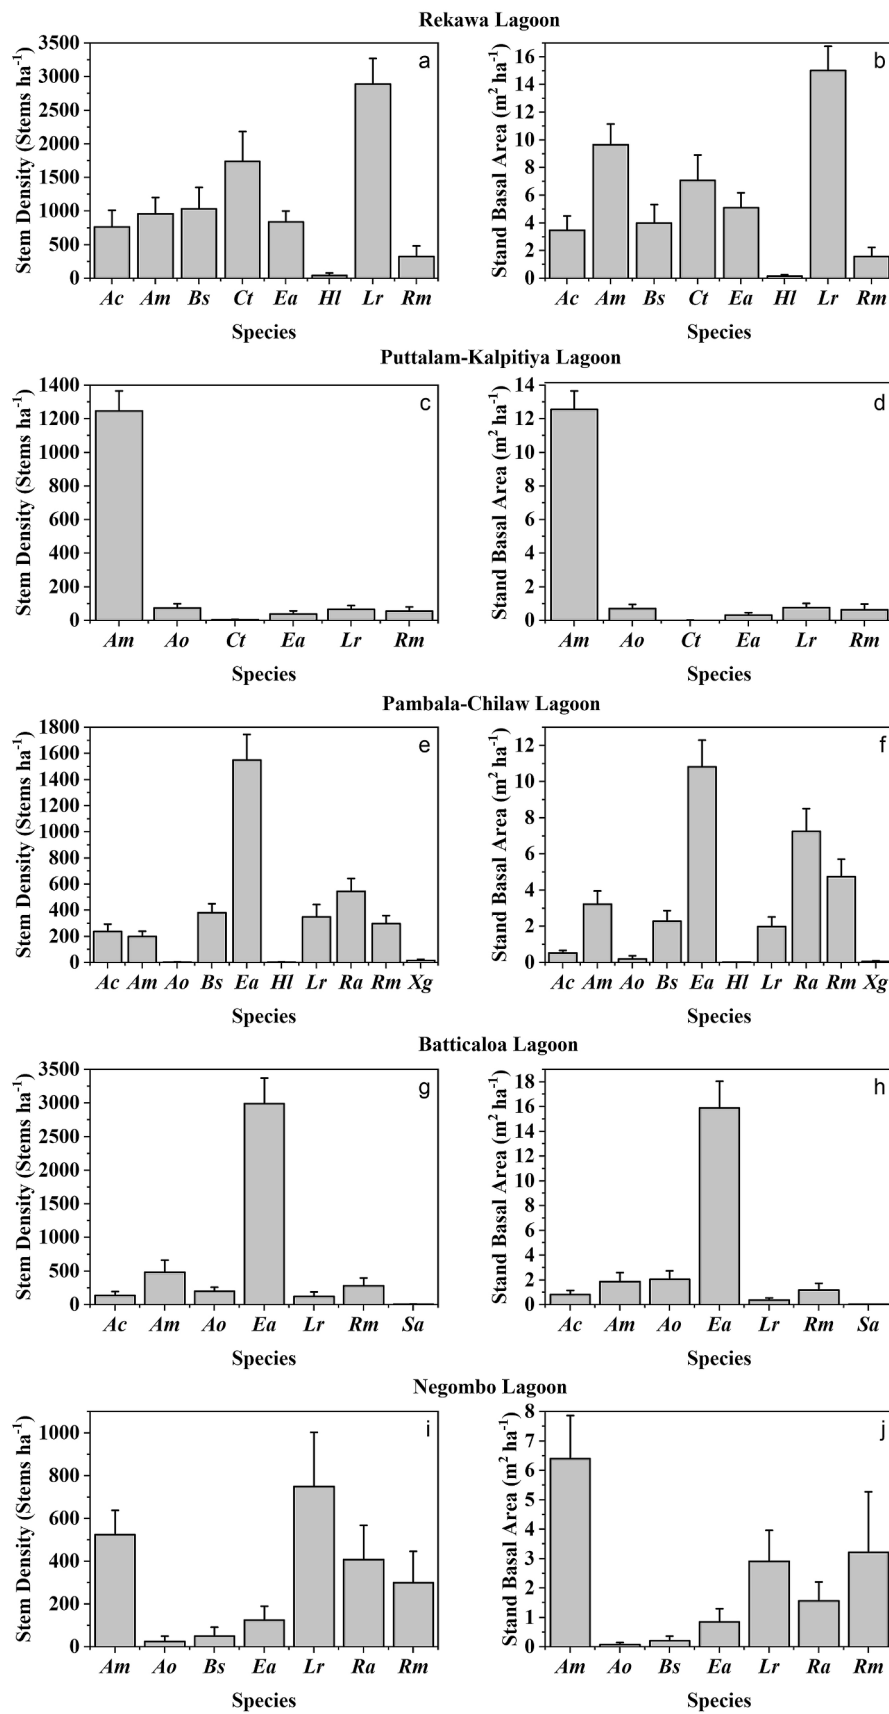 Rekawa Lagoon
Stem Density (Stems ha⁻¹)
3500
3000
2500
2000
1500
1000
500
0
a
Ac Am Bs Ct Ea Hl Lr Rm
Species
Stand Basal Area (m² ha⁻¹)
16
14
12
10
8
6
4
2
0
b
Ac Am Bs Ct Ea Hl Lr Rm
Species
Puttalam-Kalpitiya Lagoon
Stem Density (Stems ha⁻¹)
1400
1200
1000
800
600
400
200
0
c
Am Ao Ct Ea Lr Rm
Species
Stand Basal Area (m² ha⁻¹)
14
12
10
8
6
4
2
0
d
Am Ao Ct Ea Lr Rm
Species
Pambala-Chilaw Lagoon
Stem Density (Stems ha⁻¹)
1800
1600
1400
1200
1000
800
600
400
200
0
e
Ac Am Ao Bs Ea Hl Lr Ra Rm Xg
Species
Stand Basal Area (m² ha⁻¹)
12
10
8
6
4
2
0
f
Ac Am Ao Bs Ea Hl Lr Ra Rm Xg
Species
Batticaloa Lagoon
Stem Density (Stems ha⁻¹)
3500
3000
2500
2000
1500
1000
500
0
g
Ac Am Ao Ea Lr Rm Sa
Species
Stand Basal Area (m² ha⁻¹)
18
16
14
12
10
8
6
4
2
0
h
Ac Am Ao Ea Lr Rm Sa
Species
Negombo Lagoon
Stem Density (Stems ha⁻¹)
1000
800
600
400
200
0
i
Am Ao Bs Ea Lr Ra Rm
Species
Stand Basal Area (m² ha⁻¹)
8
7
6
5
4
3
2
1
0
j
Am Ao Bs Ea Lr Ra Rm
Species